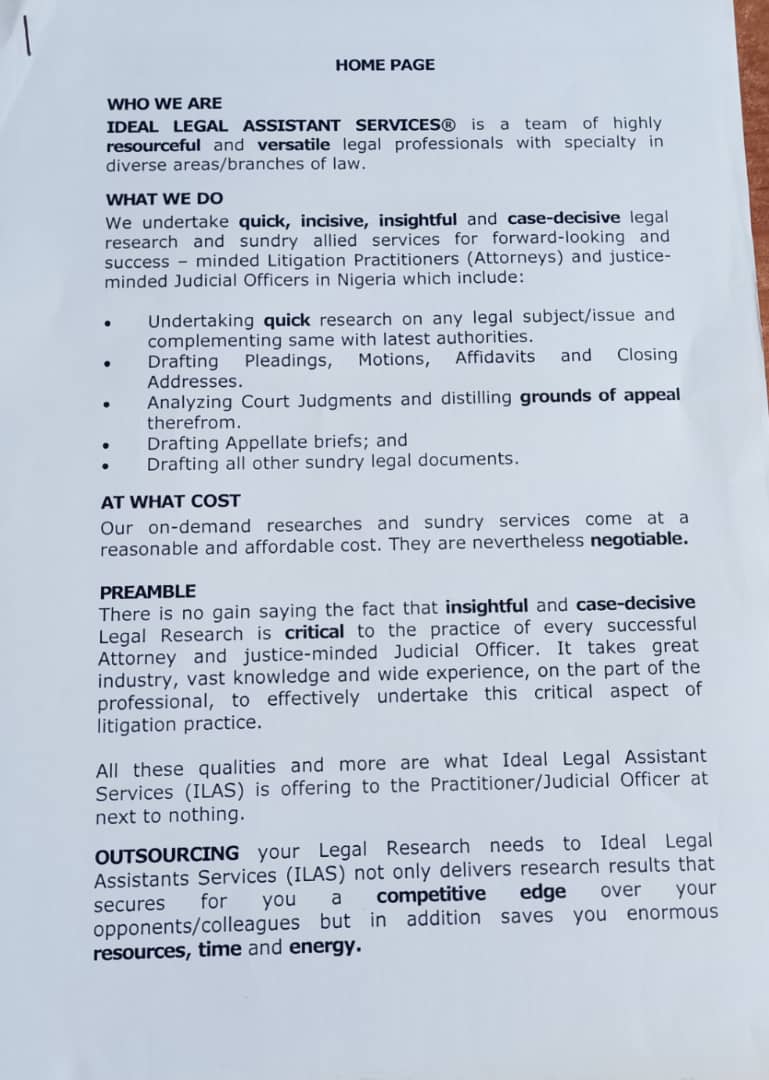 HOME PAGE
WHO WE ARE
IDEAL LEGAL ASSISTANT SERVICES® is a team of highly
resourceful and versatile legal professionals with specialty in
diverse areas/branches of law.
WHAT WE DO
We undertake quick, incisive, insightful and case-decisive legal
research and sundry allied services for forward-looking and
success – minded Litigation Practitioners (Attorneys) and justice-
minded Judicial Officers in Nigeria which include:
• Undertaking quick research on any legal subject/issue and
complementing same with latest authorities.
• Drafting Pleadings, Motions, Affidavits and Closing
Addresses.
• Analyzing Court Judgments and distilling grounds of appeal
therefrom.
• Drafting Appellate briefs; and
• Drafting all other sundry legal documents.
AT WHAT COST
Our on-demand researches and sundry services come at a
reasonable and affordable cost. They are nevertheless negotiable.
PREAMBLE
There is no gain saying the fact that insightful and case-decisive
Legal Research is critical to the practice of every successful
Attorney and justice-minded Judicial Officer. It takes great
industry, vast knowledge and wide experience, on the part of the
professional, to effectively undertake this critical aspect of
litigation practice.
All these qualities and more are what Ideal Legal Assistant
Services (ILAS) is offering to the Practitioner/Judicial Officer at
next to nothing.
OUTSOURCING your Legal Research needs to Ideal Legal
Assistants Services (ILAS) not only delivers research results that
secures for you a competitive edge over your
opponents/colleagues but in addition saves you enormous
resources, time and energy.